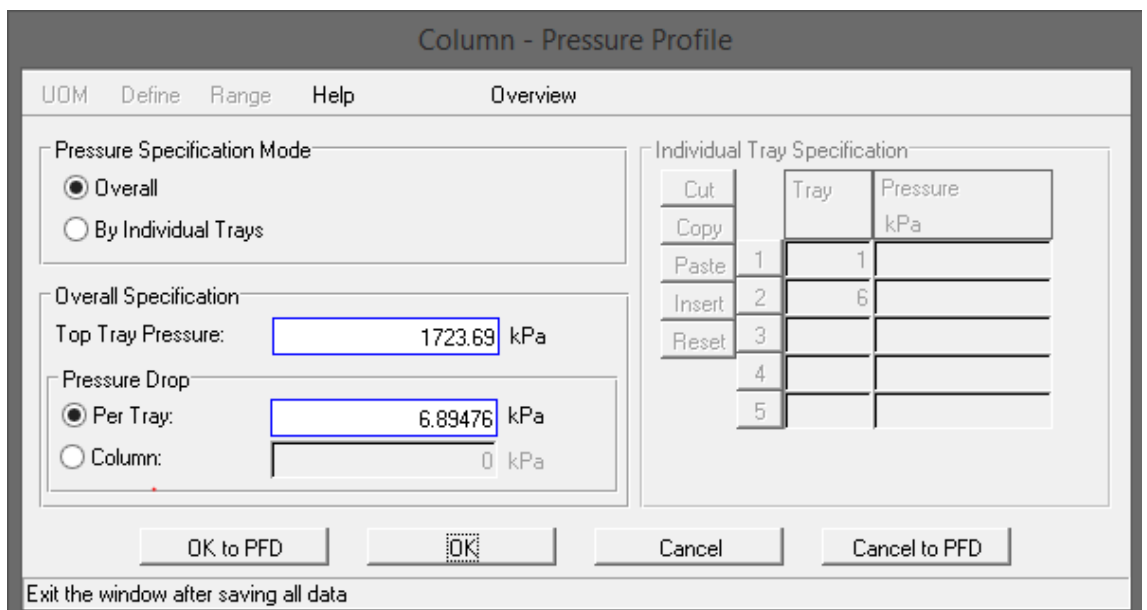 Column - Pressure Profile
UOM Define Range Help Overview
Pressure Specification Mode
Overall
By Individual Trays
Overall Specification
Top Tray Pressure: 1723.69 kPa
Pressure Drop
Per Tray: 6.89476 kPa
Column: 0 kPa
Individual Tray Specification
Cut
Copy
Paste
Insert
Reset
Tray Pressure
kPa
1 1
2 6
3
4
5
OK to PFD OK Cancel Cancel to PFD
Exit the window after saving all data